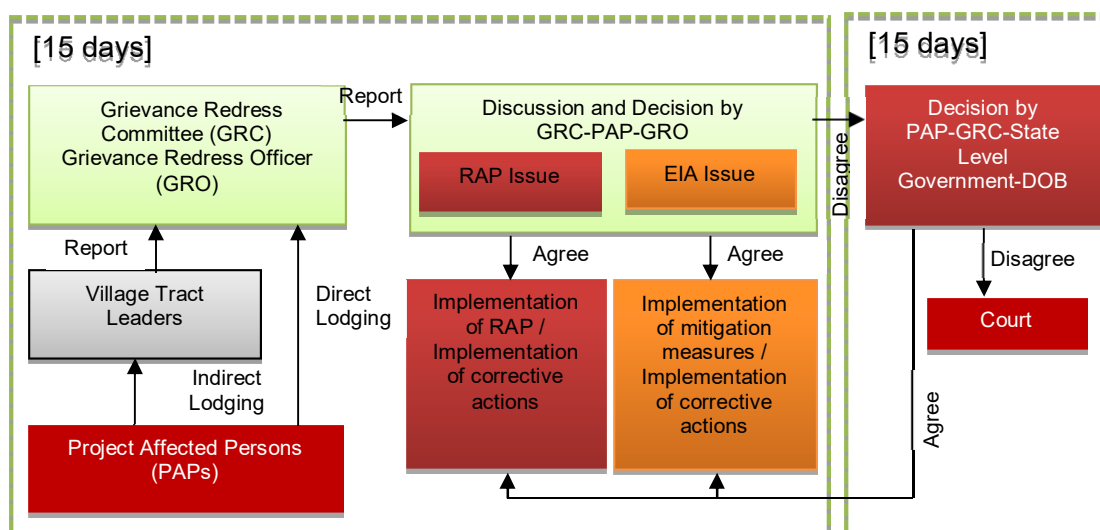 [15 days]
Grievance Redress
Committee (GRC)
Grievance Redress Officer
(GRO)
Report
Discussion and Decision by
GRC-PAP-GRO
RAP Issue
EIA Issue
Disagree
[15 days]
Decision by
PAP-GRC-State
Level
Government-DOB
Report
Village Tract
Leaders
Direct
Lodging
Indirect
Lodging
Project Affected Persons
(PAPs)
Agree
Agree
Implementation
of RAP /
Implementation
of corrective
actions
Implementation
of mitigation
measures /
Implementation
of corrective
actions
Disagree
Court
Agree